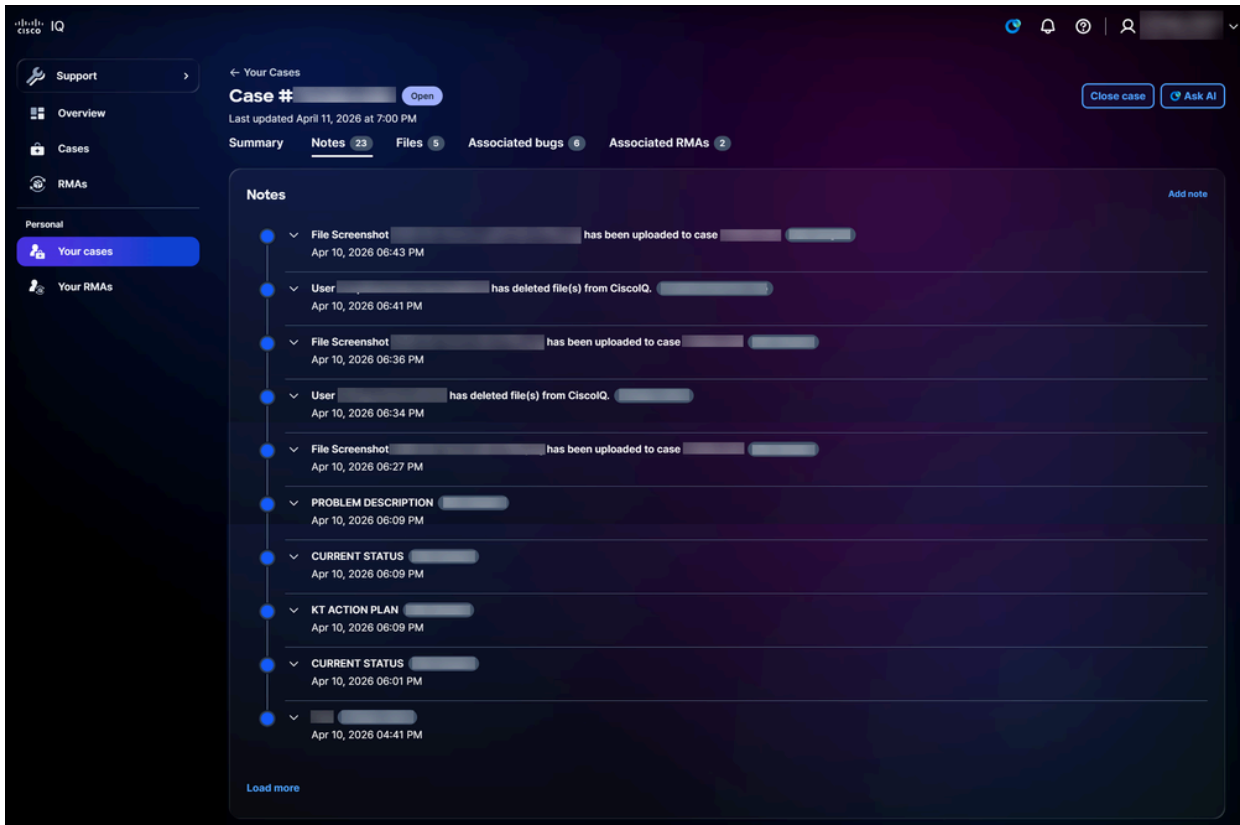 cisco IQ
Support
Overview
Cases
RMAs
Personal
Your cases
Your RMAs
← Your Cases
Case # Open
Last updated April 11, 2026 at 7:00 PM
Close case Ask AI
Summary Notes 23 Files 5 Associated bugs 6 Associated RMAs 2
Notes Add note
File Screenshot has been uploaded to case
Apr 10, 2026 06:43 PM
User has deleted file(s) from CiscoIQ.
Apr 10, 2026 06:41 PM
File Screenshot has been uploaded to case
Apr 10, 2026 06:36 PM
User has deleted file(s) from CiscoIQ.
Apr 10, 2026 06:34 PM
File Screenshot has been uploaded to case
Apr 10, 2026 06:27 PM
PROBLEM DESCRIPTION
Apr 10, 2026 06:09 PM
CURRENT STATUS
Apr 10, 2026 06:09 PM
KT ACTION PLAN
Apr 10, 2026 06:09 PM
CURRENT STATUS
Apr 10, 2026 06:01 PM
Apr 10, 2026 04:41 PM
Load more